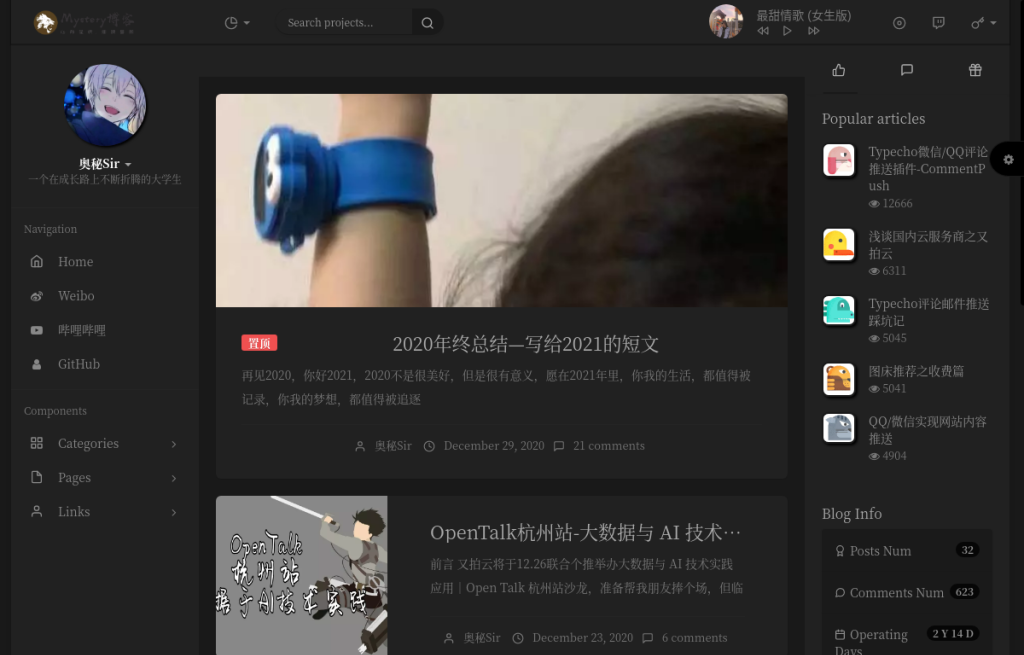 Mystery博客
Search projects...
最甜情歌 (女生版)
奥秘Sir
一个在成长路上不断折腾的大学生
Navigation
Home
Weibo
哔哩哔哩
GitHub
Components
Categories
Pages
Links
置顶
2020年终总结—写给2021的短文
再见2020，你好2021，2020不是很美好，但是很有意义，愿在2021年里，你我的生活，都值得被
记录，你我的梦想，都值得被追逐
奥秘Sir December 29, 2020 21 comments
OpenTalk
杭州站
据于AI技术实践
OpenTalk杭州站-大数据与 AI 技术···
前言 又拍云将于12.26联合个推举办大数据与 AI 技术实践
应用｜Open Talk 杭州站沙龙，准备帮我朋友捧个场，但临
奥秘Sir December 23, 2020 6 comments
Popular articles
Typecho微信/QQ评论
推送插件-CommentP
ush
12666
浅谈国内云服务商之又
拍云
6311
Typecho评论邮件推送
踩坑记
5045
图床推荐之收费篇
5041
QQ/微信实现网站内容
推送
4904
Blog Info
Posts Num 32
Comments Num 623
Operating 2 Y 14 D
Days